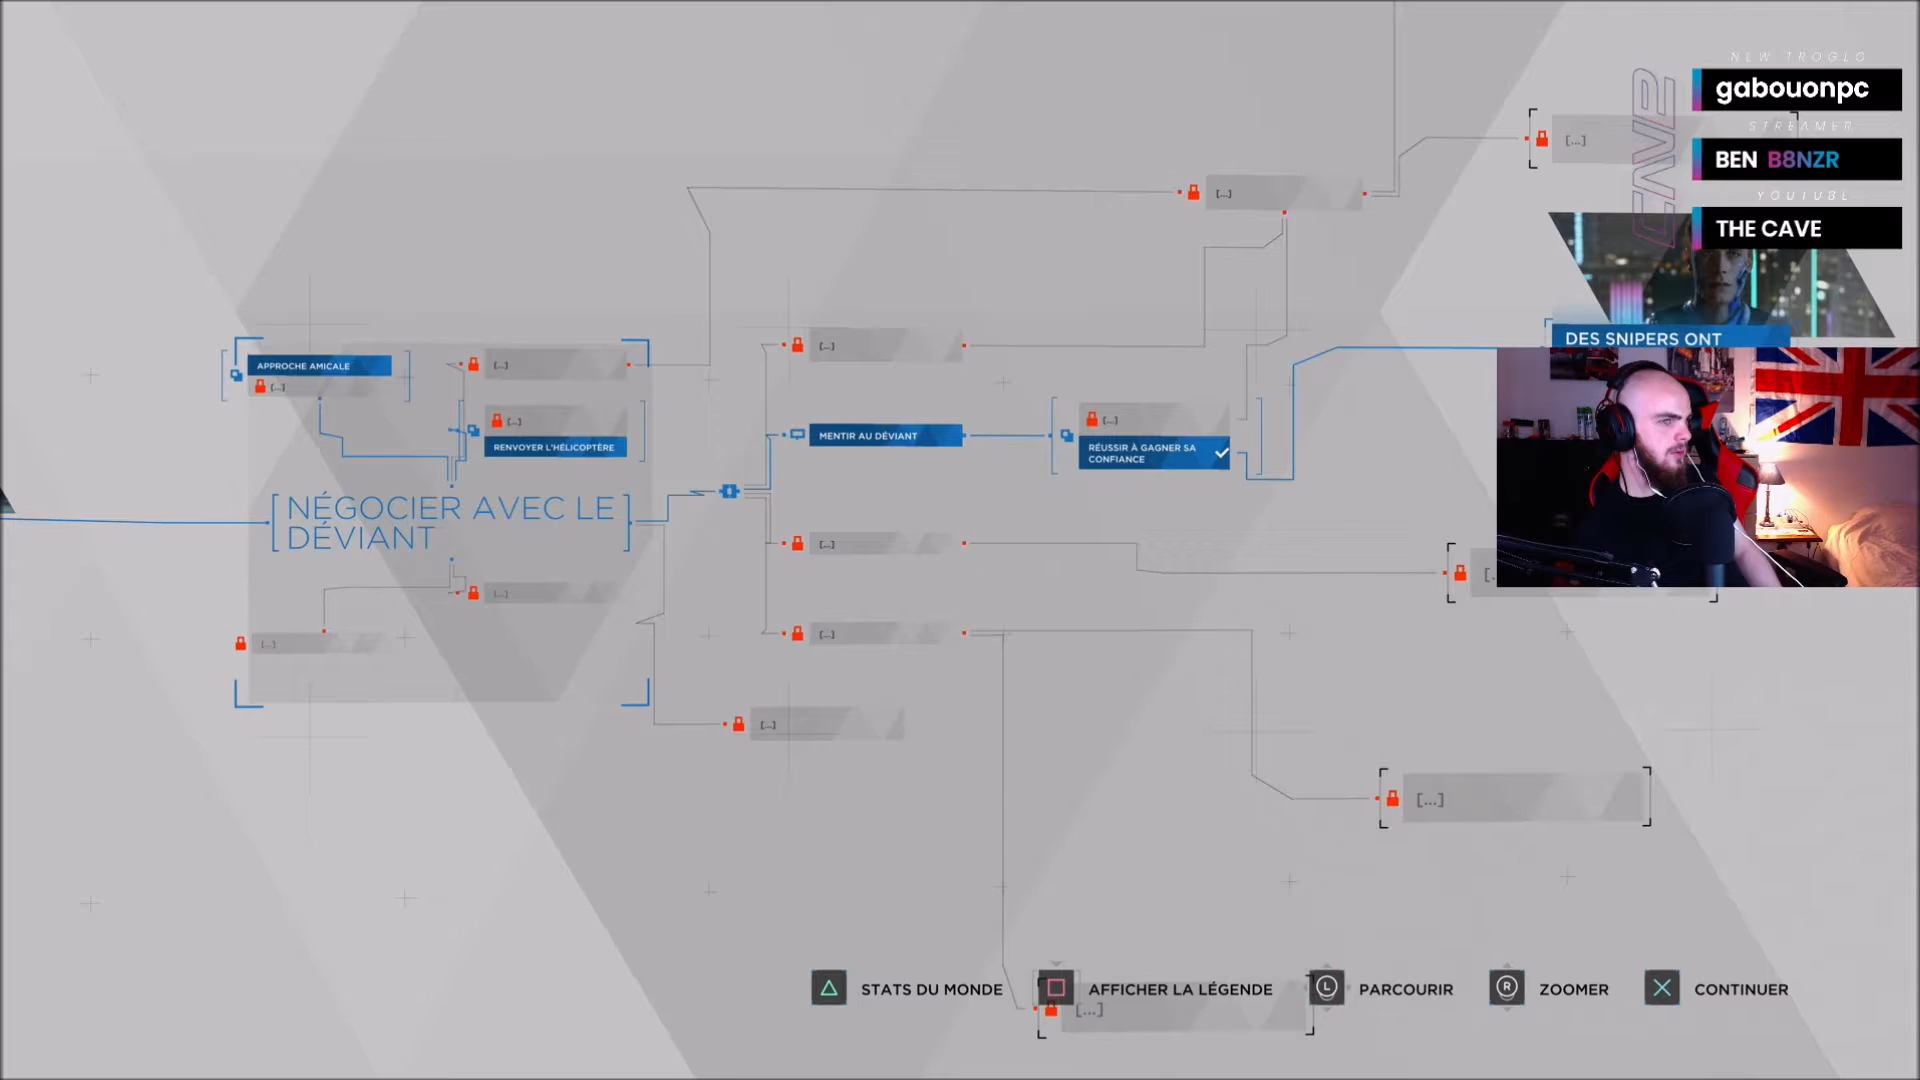 NEW TROGLO
gabouonpc
STREAMER
BEN B8NZR
YOUTUBE
THE CAVE
CAVE
[...]
[...]
DES SNIPERS ONT
APPROCHE AMICALE
[...]
[...]
[...]
RENVOYER L'HÉLICOPTÈRE
[...]
MENTIR AU DÉVIANT
[...]
RÉUSSIR À GAGNER SA
CONFIANCE
NÉGOCIER AVEC LE
DÉVIANT
[...]
[...]
[...]
[...]
[...]
[...]
[...]
STATS DU MONDE
AFFICHER LA LÉGENDE
L
PARCOURIR
R
ZOOMER
CONTINUER
[...]